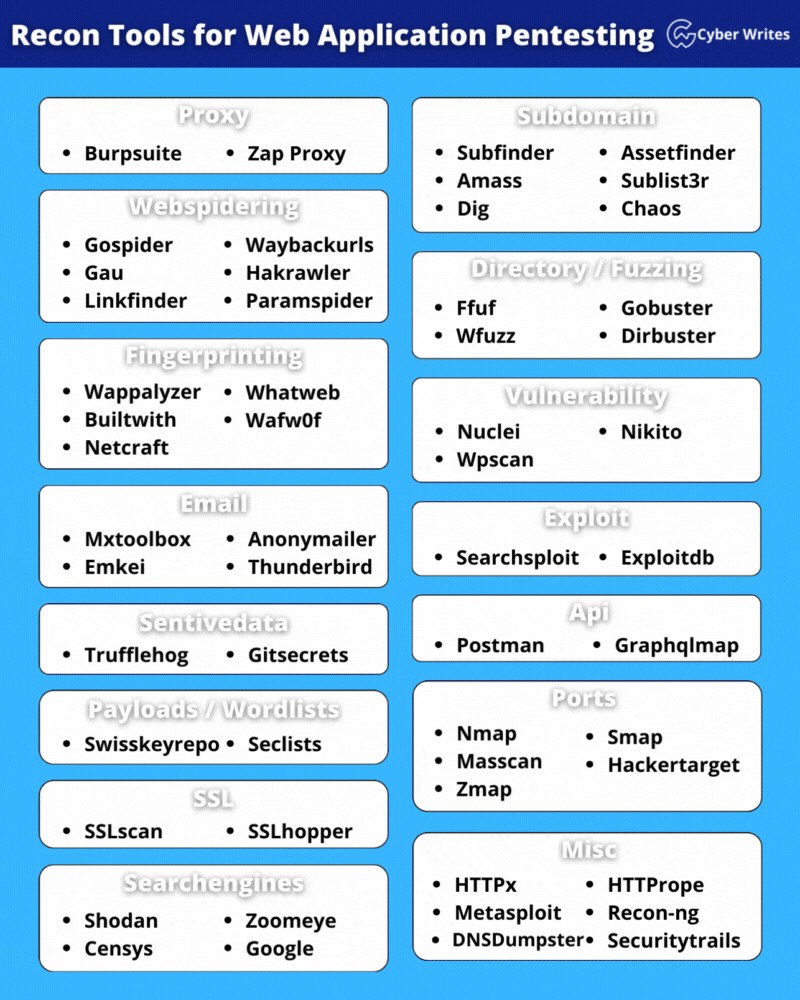 Recon Tools for Web Application Pentesting
Cyber Writes
Proxy
• Burpsuite • Zap Proxy
Webspidering
• Gospider • Waybackurls
• Gau • Hakrawler
• Linkfinder • Paramspider
Fingerprinting
• Wappalyzer • Whatweb
• Builtwith • Wafw0f
• Netcraft
Email
• Mxtoolbox • Anonymailer
• Emkei • Thunderbird
Sentivedata
• Trufflehog • Gitsecrets
Payloads / Wordlists
• Swisskeyrepo • Seclists
SSL
• SSLscan • SSLhopper
Searchengines
• Shodan • Zoomeye
• Censys • Google
Subdomain
• Subfinder • Assetfinder
• Amass • Sublist3r
• Dig • Chaos
Directory / Fuzzing
• Ffuf • Gobuster
• Wfuzz • Dirbuster
Vulnerability
• Nuclei • Nikito
• Wpscan
Exploit
• Searchsploit • Exploitdb
Api
• Postman • Graphqlmap
Ports
• Nmap • Smap
• Masscan • Hackertarget
• Zmap
Misc
• HTTPx • HTTPrope
• Metasploit • Recon-ng
• DNSDumpster • Securitytrails